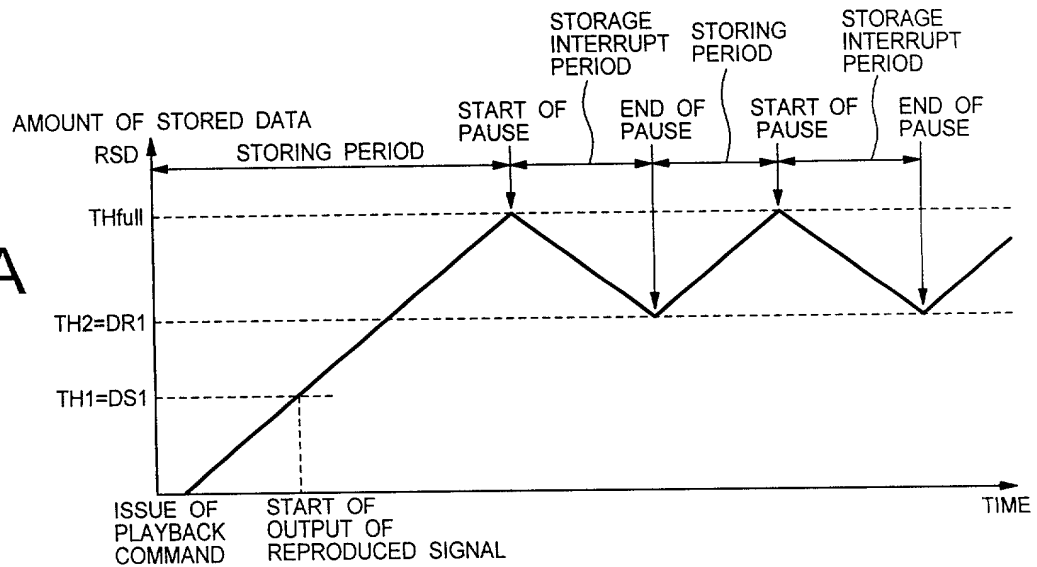 STORAGE
INTERRUPT
PERIOD
STORING
PERIOD
STORAGE
INTERRUPT
PERIOD
START OF
PAUSE
END OF
PAUSE
START OF
PAUSE
END OF
PAUSE
AMOUNT OF STORED DATA
RSD
STORING PERIOD
THfull
A
TH2=DR1
TH1=DS1
ISSUE OF
PLAYBACK
COMMAND
START OF
OUTPUT OF
REPRODUCED SIGNAL
TIME